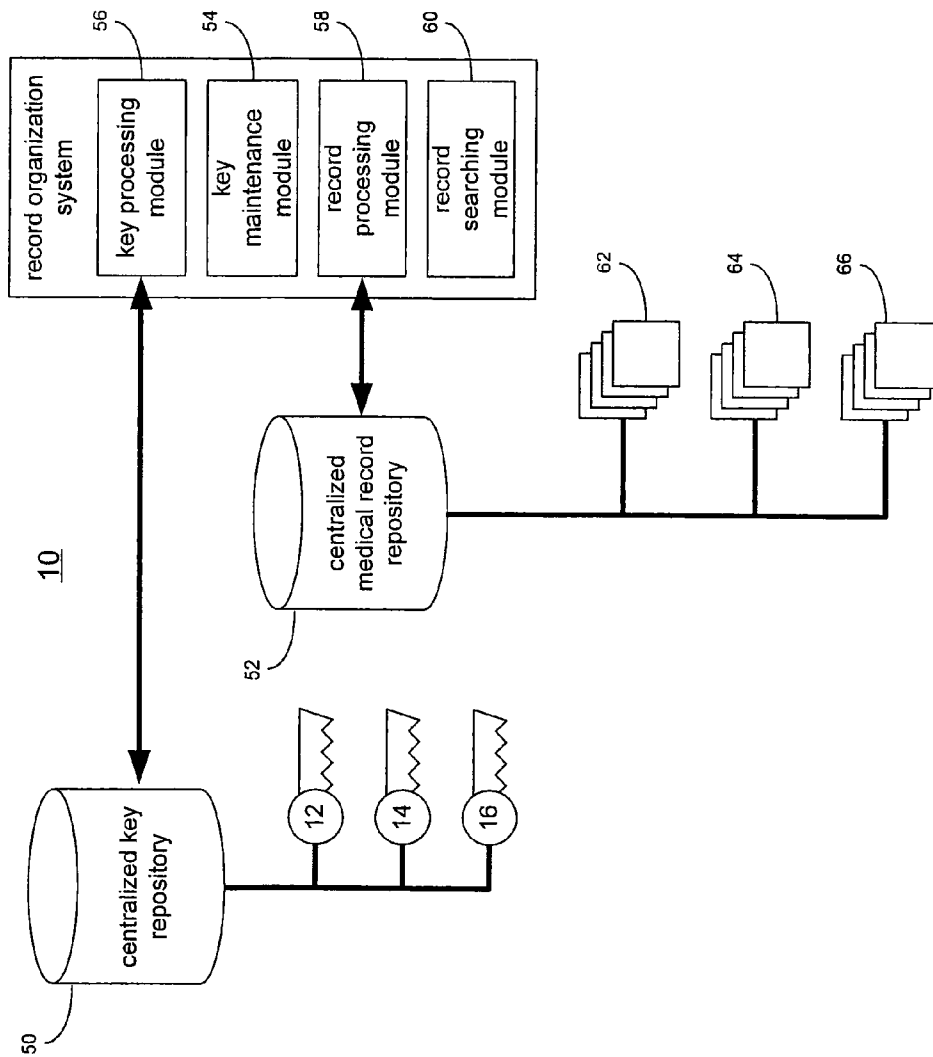 10
record organization
system
key processing
module
56
key
maintenance
module
54
record
processing
module
58
record
searching
module
60
centralized key
repository
50
12
14
16
centralized
medical record
repository
52
62
64
66